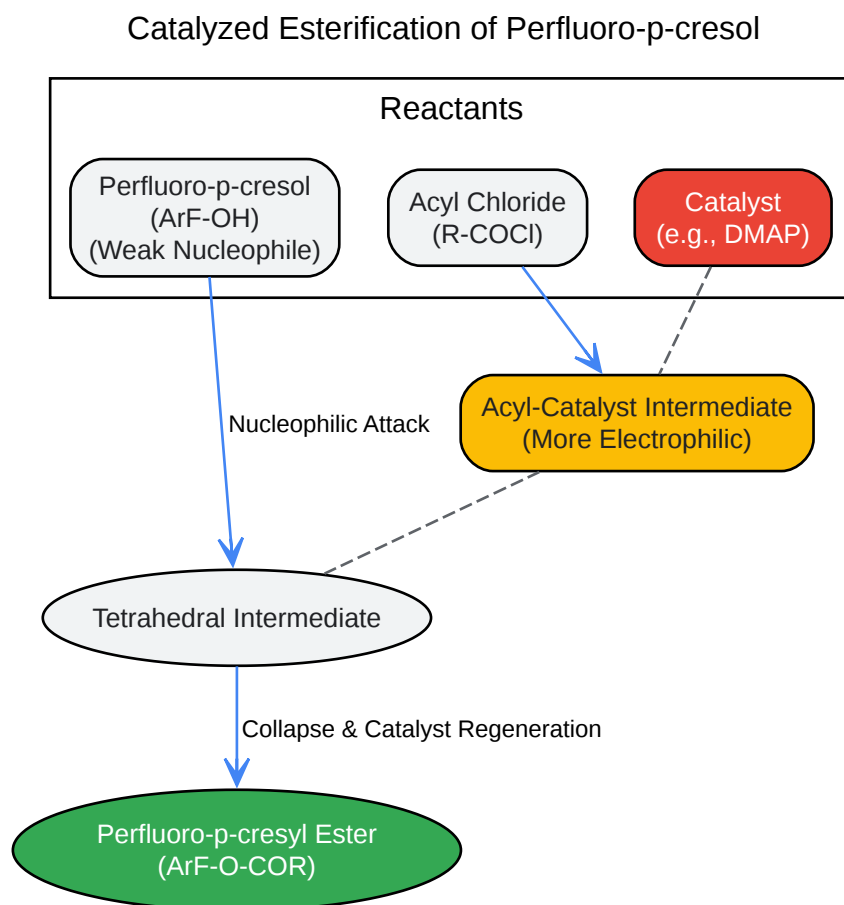 Catalyzed Esterification of Perfluoro-p-cresol
Reactants
Perfluoro-p-cresol
(ArF-OH)
(Weak Nucleophile)
Acyl Chloride
(R-COCl)
Catalyst
(e.g., DMAP)
Acyl-Catalyst Intermediate
(More Electrophilic)
Nucleophilic Attack
Tetrahedral Intermediate
Collapse & Catalyst Regeneration
Perfluoro-p-cresyl Ester
(ArF-O-COR)